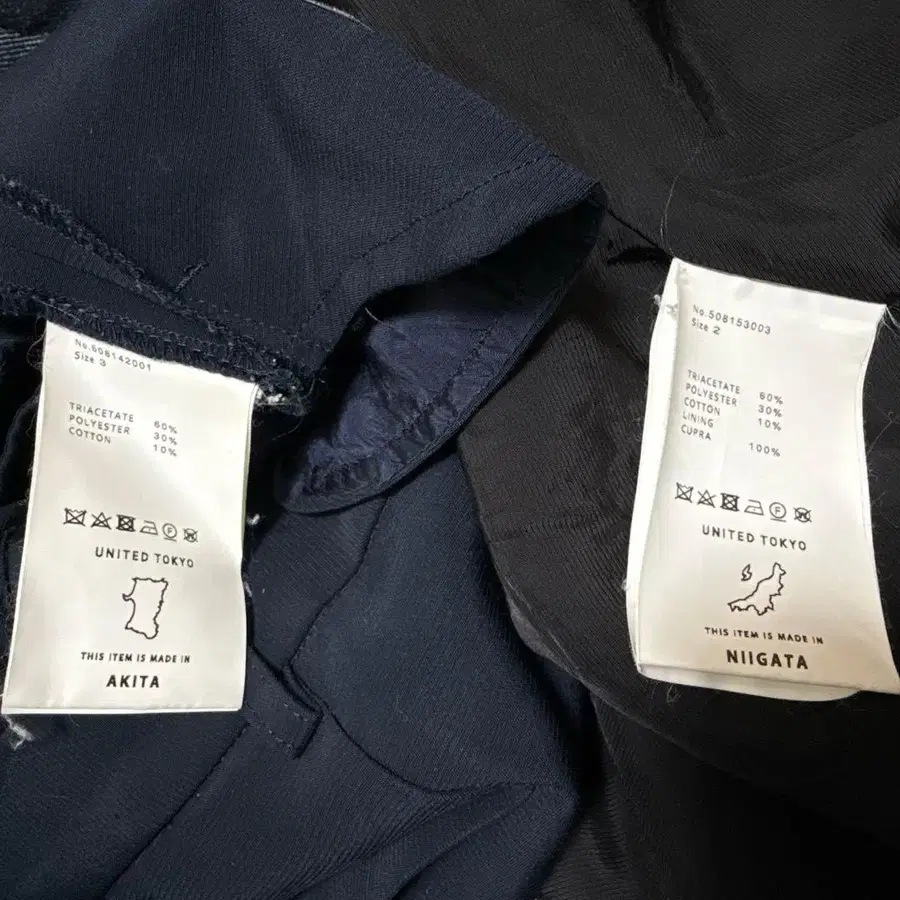 No.508142001
Size 3
TRIACETATE 60%
POLYESTER 30%
COTTON 10%
UNITED TOKYO
THIS ITEM IS MADE IN
AKITA
No.508153003
Size 2
TRIACETATE 60%
POLYESTER 30%
COTTON 10%
LINING
CUPRA 100%
F
UNITED TOKYO
THIS ITEM IS MADE IN
NIIGATA